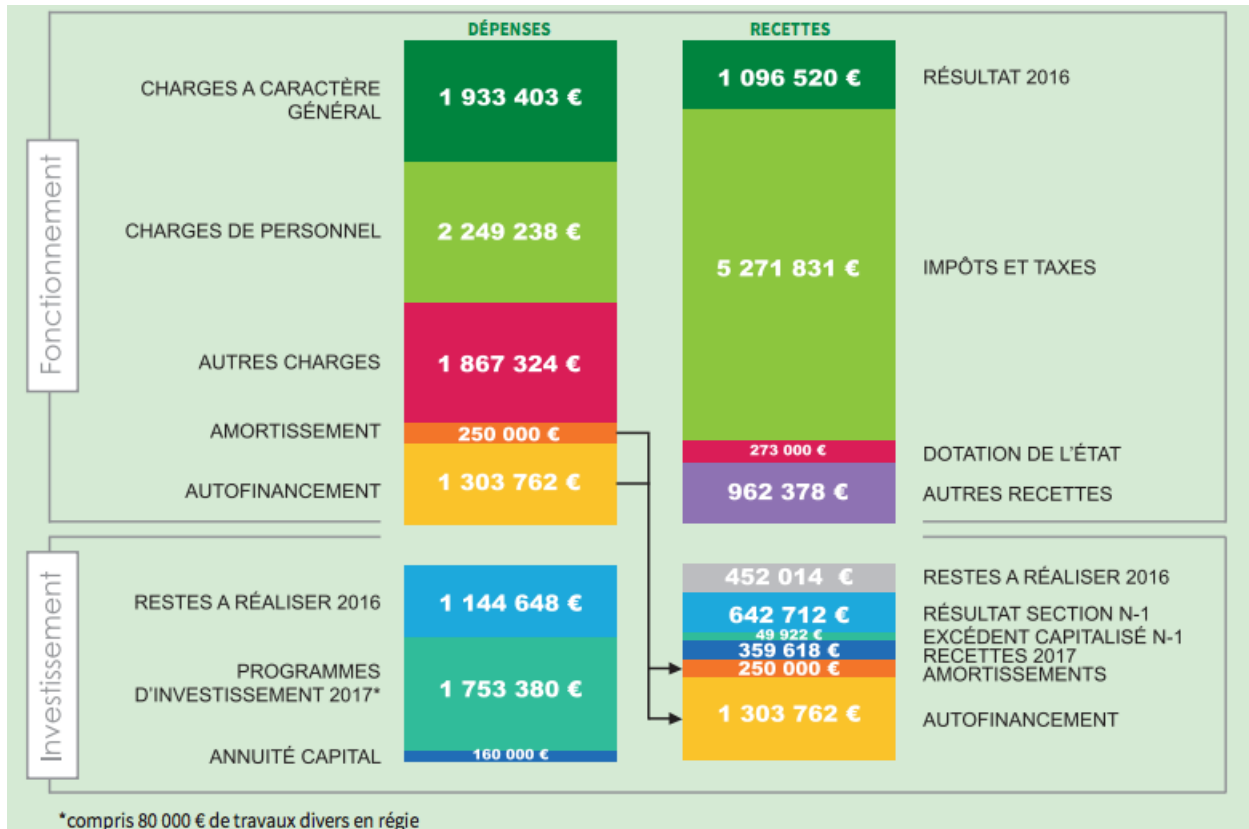 DÉPENSES
RECETTES
Fonctionnement
CHARGES A CARACTÈRE
GÉNÉRAL
1 933 403 €
1 096 520 €
RÉSULTAT 2016
CHARGES DE PERSONNEL
2 249 238 €
5 271 831 €
IMPÔTS ET TAXES
AUTRES CHARGES
1 867 324 €
AMORTISSEMENT
250 000 €
273 000 €
DOTATION DE L'ÉTAT
AUTOFINANCEMENT
1 303 762 €
962 378 €
AUTRES RECETTES
Investissement
RESTES A RÉALISER 2016
1 144 648 €
452 014 €
RESTES A RÉALISER 2016
642 712 €
RÉSULTAT SECTION N-1
49 922 €
EXCÉDENT CAPITALISÉ N-1
359 618 €
RECETTES 2017
PROGRAMMES
D'INVESTISSEMENT 2017*
1 753 380 €
250 000 €
AMORTISSEMENTS
1 303 762 €
AUTOFINANCEMENT
ANNUITÉ CAPITAL
160 000 €
*compris 80 000 € de travaux divers en régie